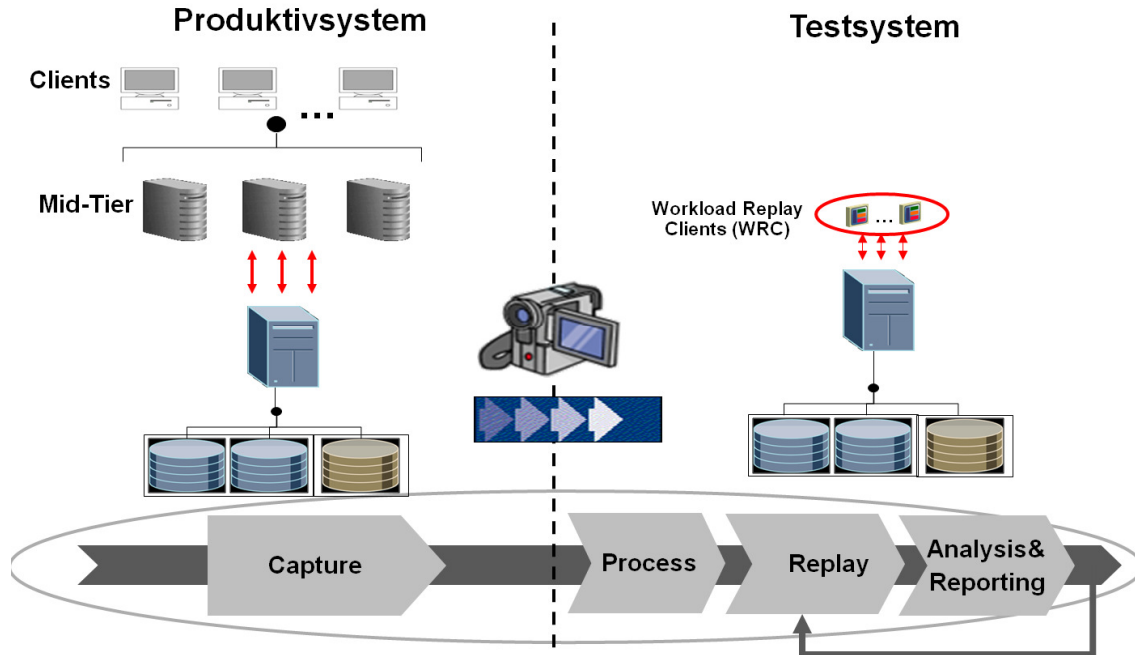 Produktivsystem
Testsystem
Clients
...
Mid-Tier
Workload Replay
Clients (WRC)
...
Capture
Process
Replay
Analysis&
Reporting